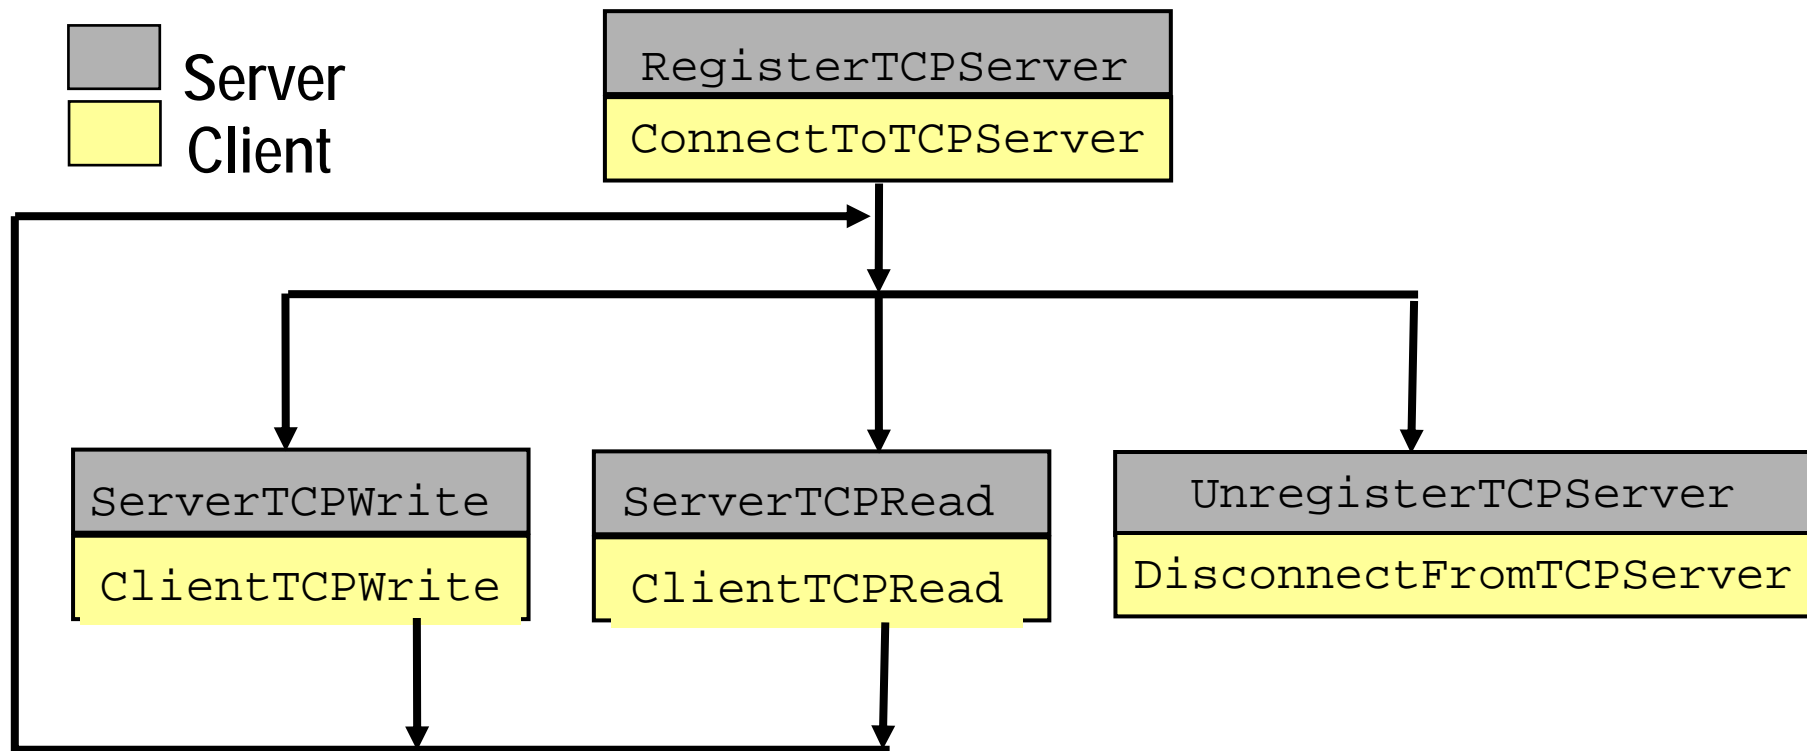 Server
Client
RegisterTCPServer
ConnectToTCPServer
ServerTCPWrite
ClientTCPWrite
ServerTCPRead
ClientTCPRead
UnregisterTCPServer
DisconnectFromTCPServer